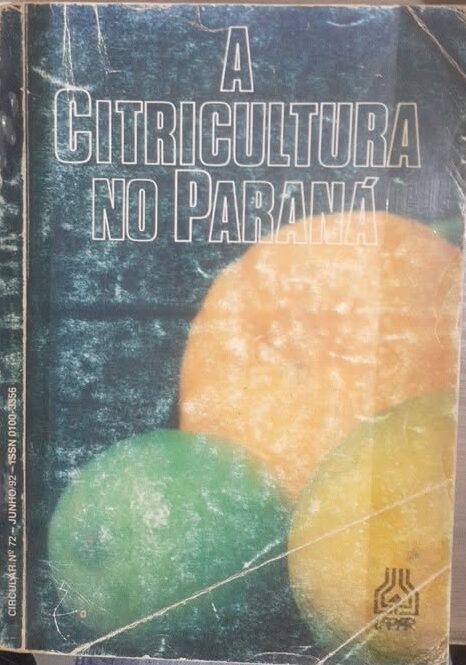 A
CITRICULTURA
NO PARANÁ
CIRCULAR Nº 72 - JUNHO/92 - ISSN 0100-3356
IAPAR